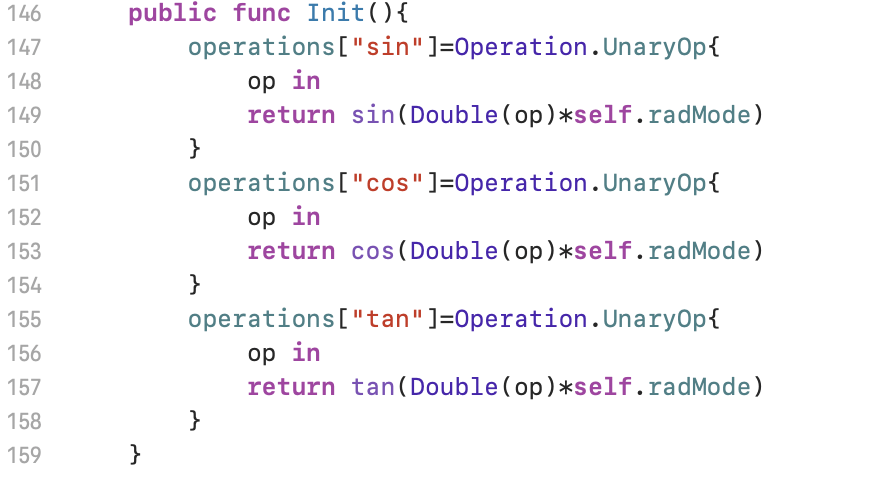 146 public func Init(){
147 operations["sin"]=Operation.UnaryOp{
148 op in
149 return sin(Double(op)*self.radMode)
150 }
151 operations["cos"]=Operation.UnaryOp{
152 op in
153 return cos(Double(op)*self.radMode)
154 }
155 operations["tan"]=Operation.UnaryOp{
156 op in
157 return tan(Double(op)*self.radMode)
158 }
159 }